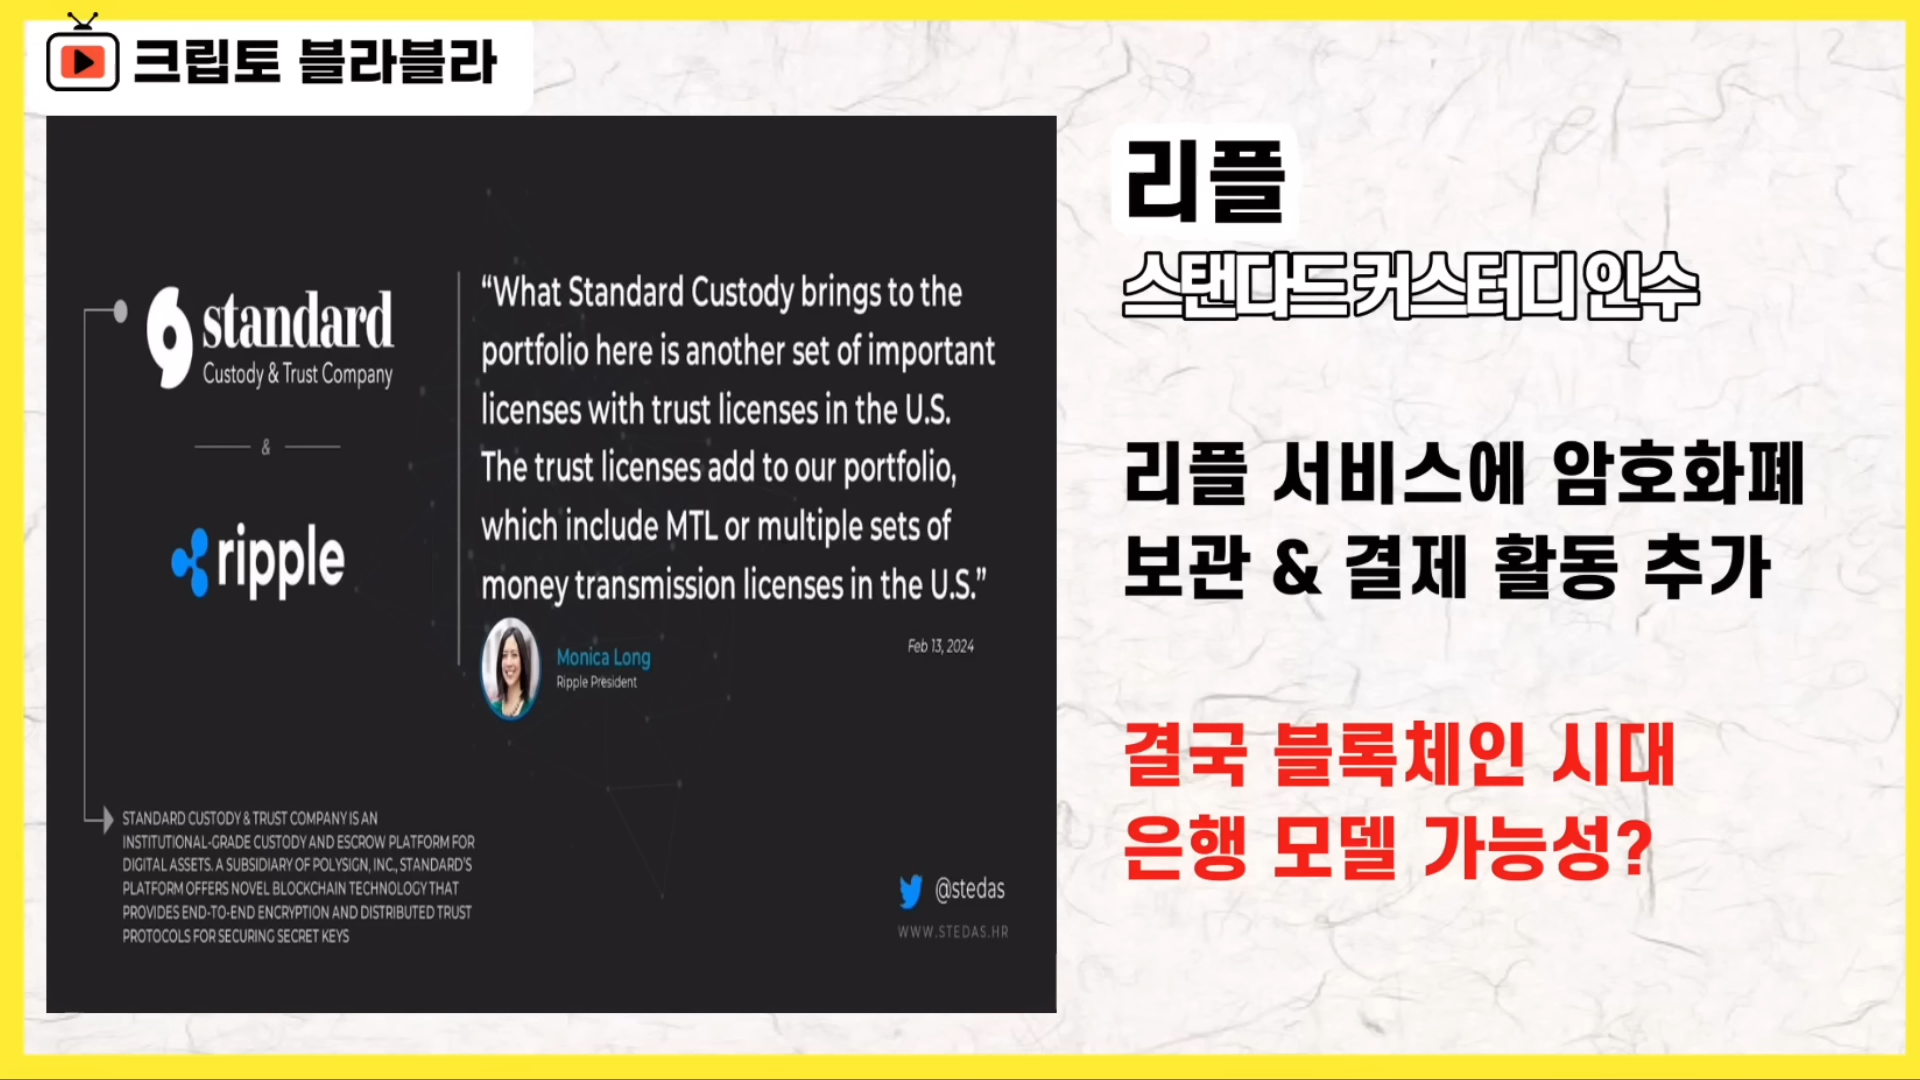 크립토 블라블라
standard
Custody & Trust Company
&
ripple
“What Standard Custody brings to the
portfolio here is another set of important
licenses with trust licenses in the U.S.
The trust licenses add to our portfolio,
which include MTL or multiple sets of
money transmission licenses in the U.S.”
Feb 13, 2024
Monica Long
Ripple President
STANDARD CUSTODY & TRUST COMPANY IS AN
INSTITUTIONAL-GRADE CUSTODY AND ESCROW PLATFORM FOR
DIGITAL ASSETS. A SUBSIDIARY OF POLYSIGN, INC., STANDARD'S
PLATFORM OFFERS NOVEL BLOCKCHAIN TECHNOLOGY THAT
PROVIDES END-TO-END ENCRYPTION AND DISTRIBUTED TRUST
PROTOCOLS FOR SECURING SECRET KEYS
@stedas
WWW.STEDAS.HR
리플
스탠다드 커스터디 인수
리플 서비스에 암호화폐
보관 & 결제 활동 추가
결국 블록체인 시대
은행 모델 가능성?